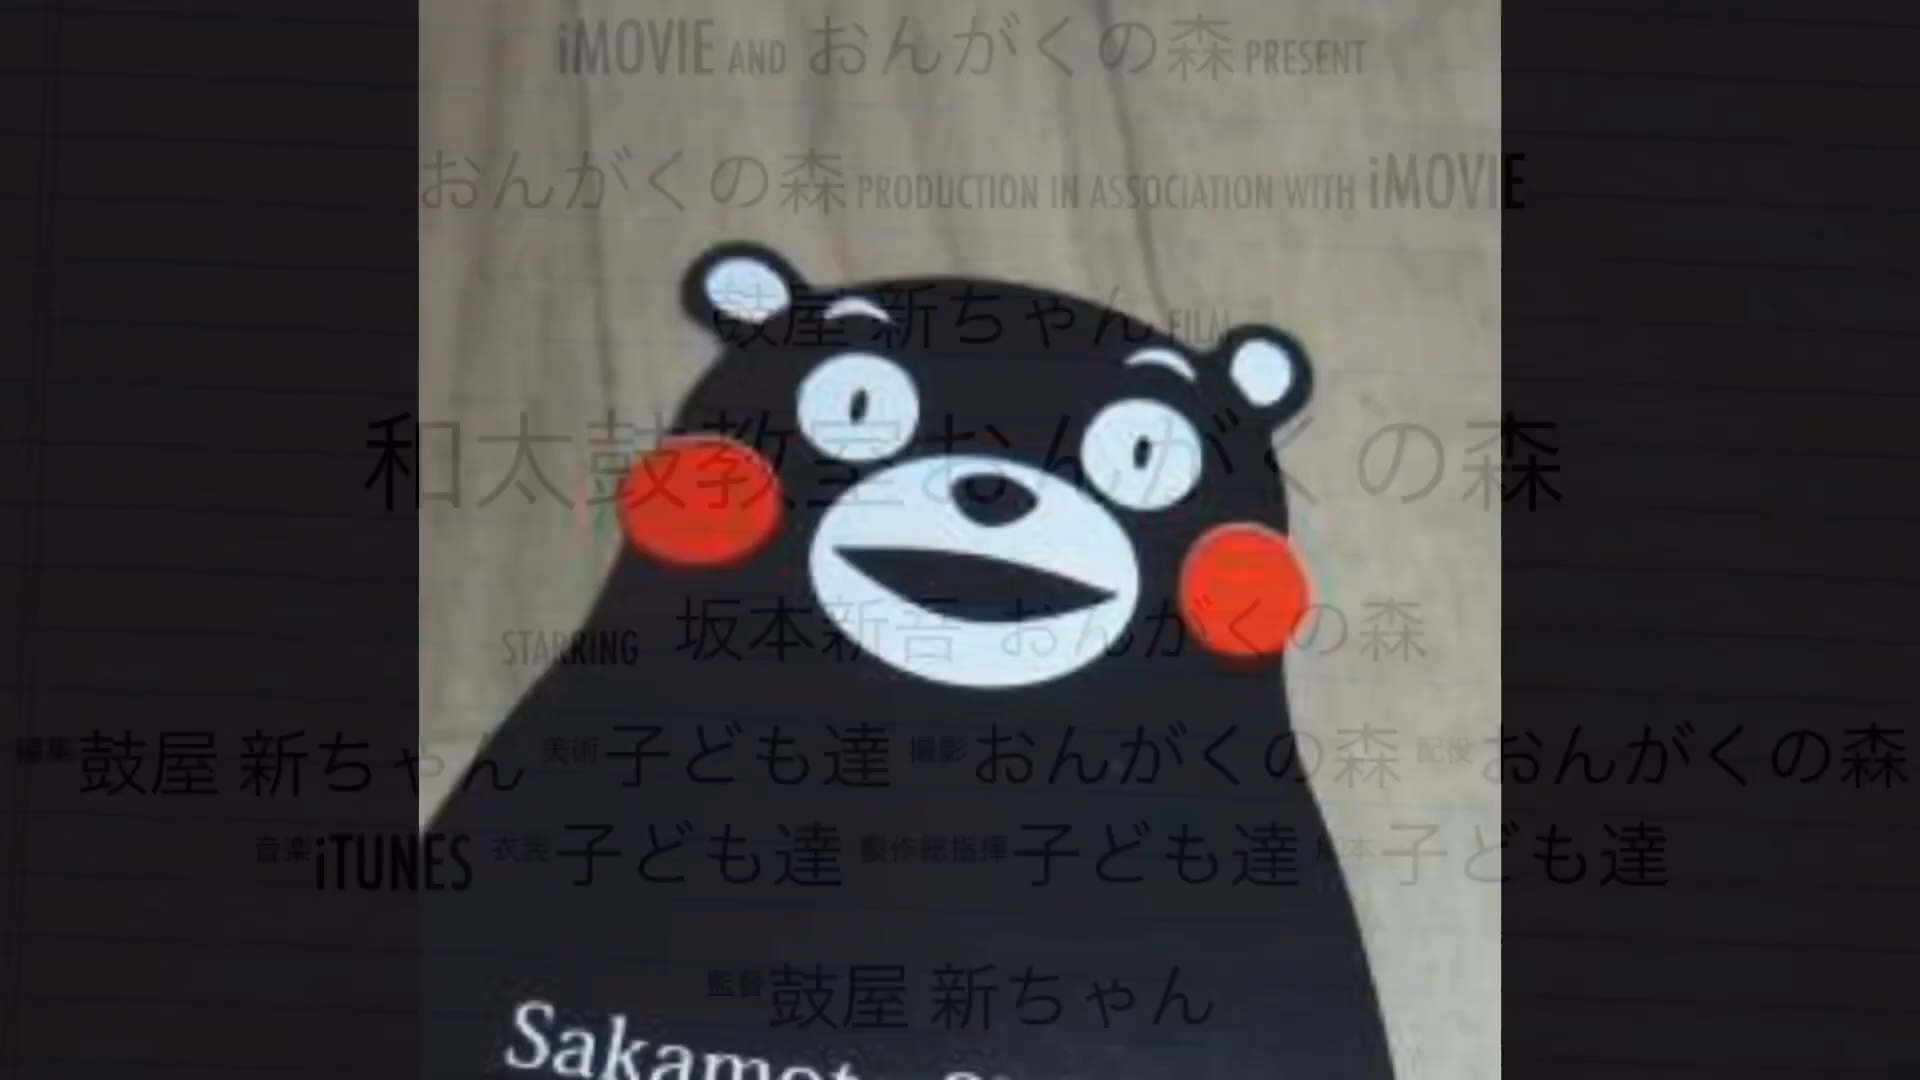 iMOVIE AND おんがくの森 PRESENT
おんがくの森 PRODUCTION IN ASSOCIATION WITH iMOVIE
鼓屋 新ちゃん FILM
和太鼓教室おんがくの森
STARRING 坂本新吾 おんがくの森
編集 鼓屋 新ちゃん 美術 子ども達 撮影 おんがくの森 配役 おんがくの森
音楽 iTUNES 衣装 子ども達 製作総指揮 子ども達 脚本 子ども達
監督 鼓屋 新ちゃん
Sakamoto